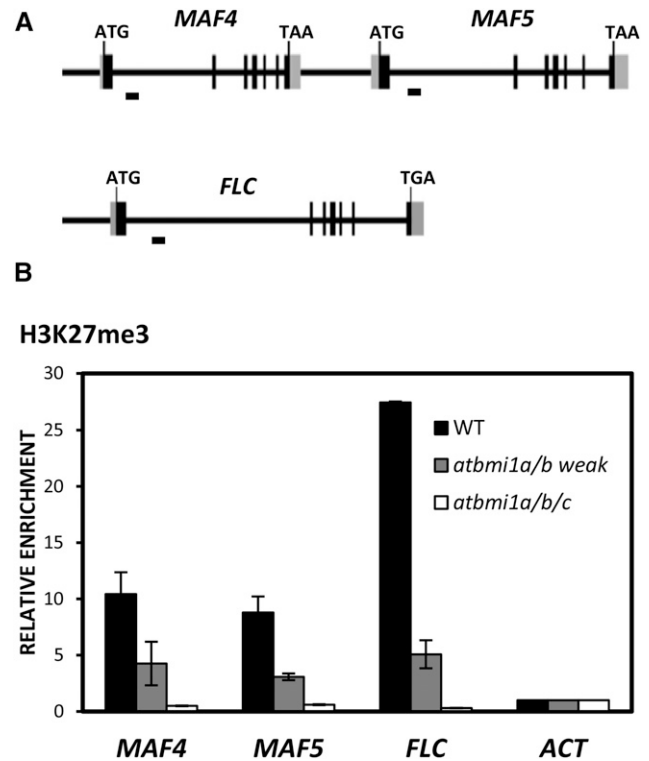 A
MAF4
MAF5
ATG
TAA
ATG
TAA
FLC
ATG
TGA
B
H3K27me3
30
25
20
15
10
5
0
RELATIVE ENRICHMENT
WT
atbmi1a/b weak
atbmi1a/b/c
MAF4
MAF5
FLC
ACT